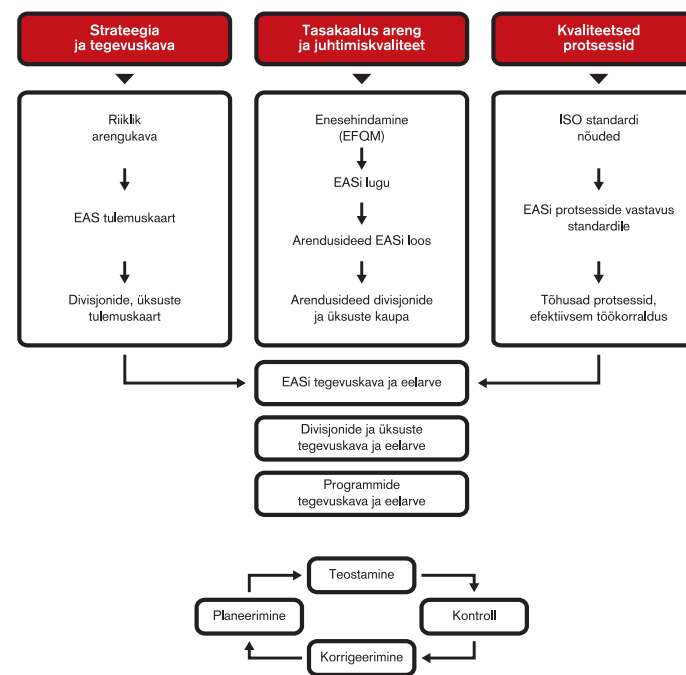 Strateegia
ja tegevuskava
Tasakaalus areng
ja juhtimiskvaliteet
Kvaliteetsed
protsessid
Riiklik
arengukava
EAS tulemuskaart
Divisjonide, üksuste
tulemuskaart
Enesehindamine
(EFQM)
EASi lugu
Arendusideed EASi loos
Arendusideed divisjonide
ja üksuste kaupa
ISO standardi
nõuded
EASi protsesside vastavus
standardile
Tõhusad protsessid,
efektiivsem töökorraldus
EASi tegevuskava ja eelarve
Divisjonide ja üksuste
tegevuskava ja eelarve
Programmide
tegevuskava ja eelarve
Teostamine
Planeerimine
Kontroll
Korrigeerimine